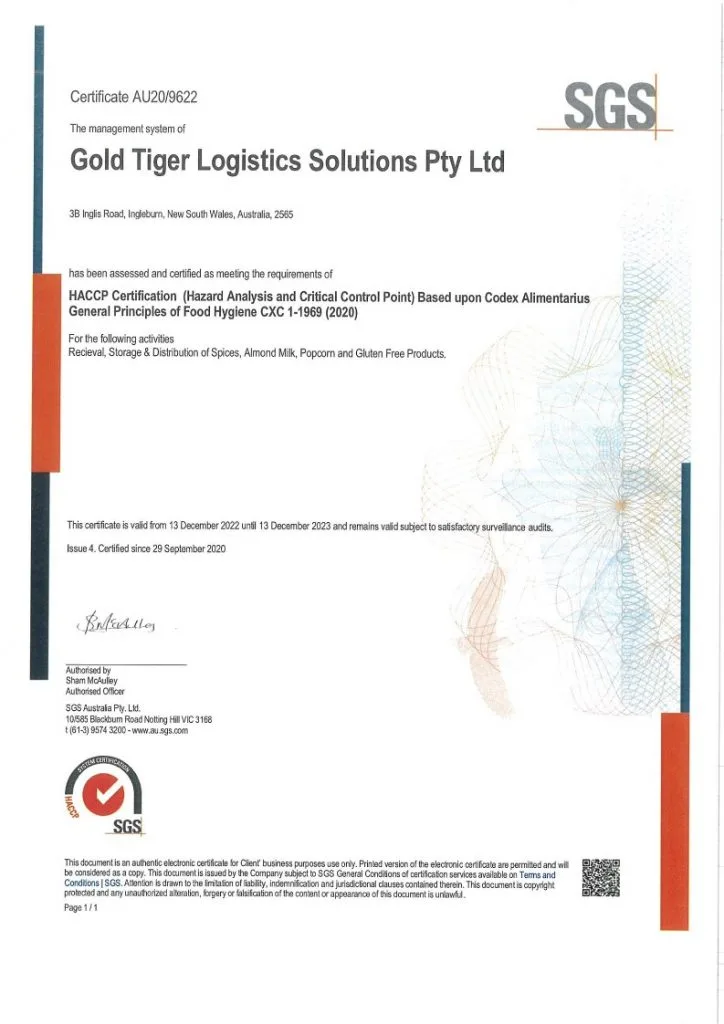 Certificate AU20/9622
SGS
The management system of
Gold Tiger Logistics Solutions Pty Ltd
3B Inglis Road, Ingleburn, New South Wales, Australia, 2565
has been assessed and certified as meeting the requirements of
HACCP Certification (Hazard Analysis and Critical Control Point) Based upon Codex Alimentarius
General Principles of Food Hygiene CXC 1-1969 (2020)
For the following activities
Recieval, Storage & Distribution of Spices, Almond Milk, Popcorn and Gluten Free Products.
This certificate is valid from 13 December 2022 until 13 December 2023 and remains valid subject to satisfactory surveillance audits.
Issue 4. Certified since 29 September 2020
Authorised by
Sham McAulley
Authorised Officer
SGS Australia Pty. Ltd.
10/585 Blackburn Road Notting Hill VIC 3168
t (61-3) 9574 3200 - www.au.sgs.com
SYSTEM CERTIFICATION
HACCP
SGS
This document is an authentic electronic certificate for Client' business purposes use only. Printed version of the electronic certificate are permitted and will
be considered as a copy. This document is issued by the Company subject to SGS General Conditions of certification services available on Terms and
Conditions | SGS. Attention is drawn to the limitation of liability, indemnification and jurisdictional clauses contained therein. This document is copyright
protected and any unauthorized alteration, forgery or falsification of the content or appearance of this document is unlawful.
Page 1 / 1